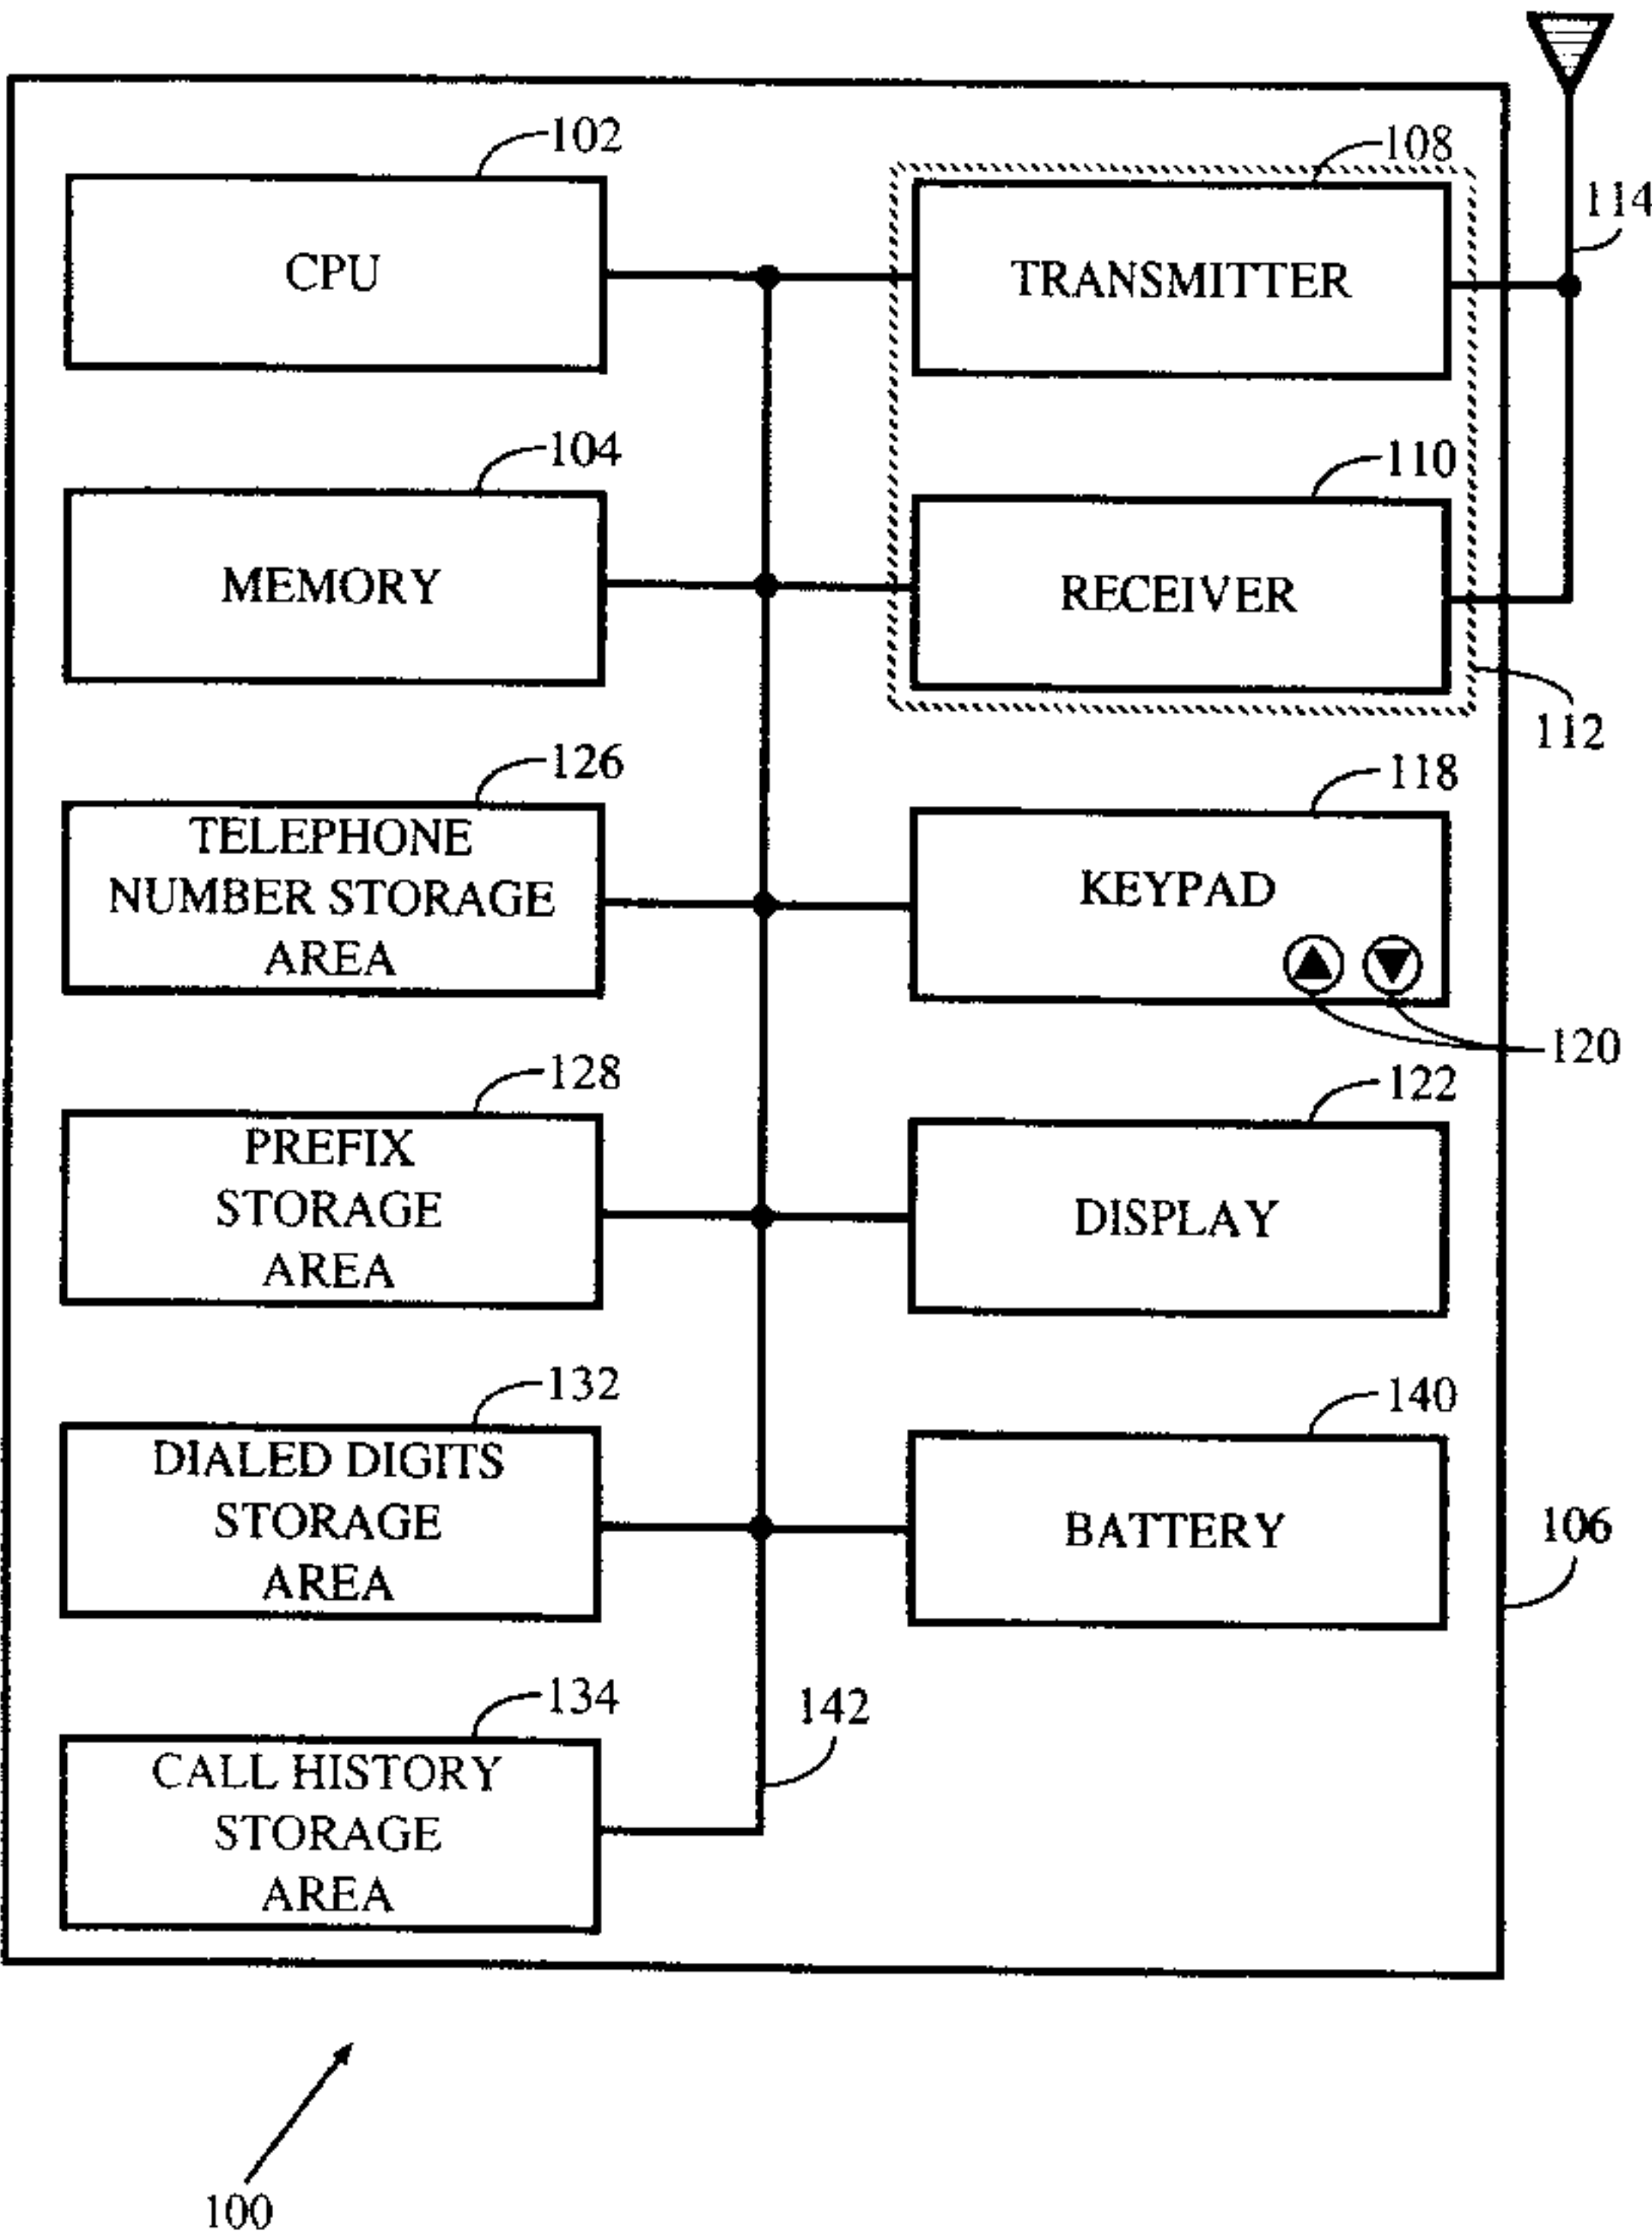 102
108
114
CPU
TRANSMITTER
104
110
MEMORY
RECEIVER
112
126
118
TELEPHONE
NUMBER STORAGE
AREA
KEYPAD
120
128
122
PREFIX
STORAGE
AREA
DISPLAY
132
140
DIALED DIGITS
STORAGE
AREA
BATTERY
106
134
142
CALL HISTORY
STORAGE
AREA
100